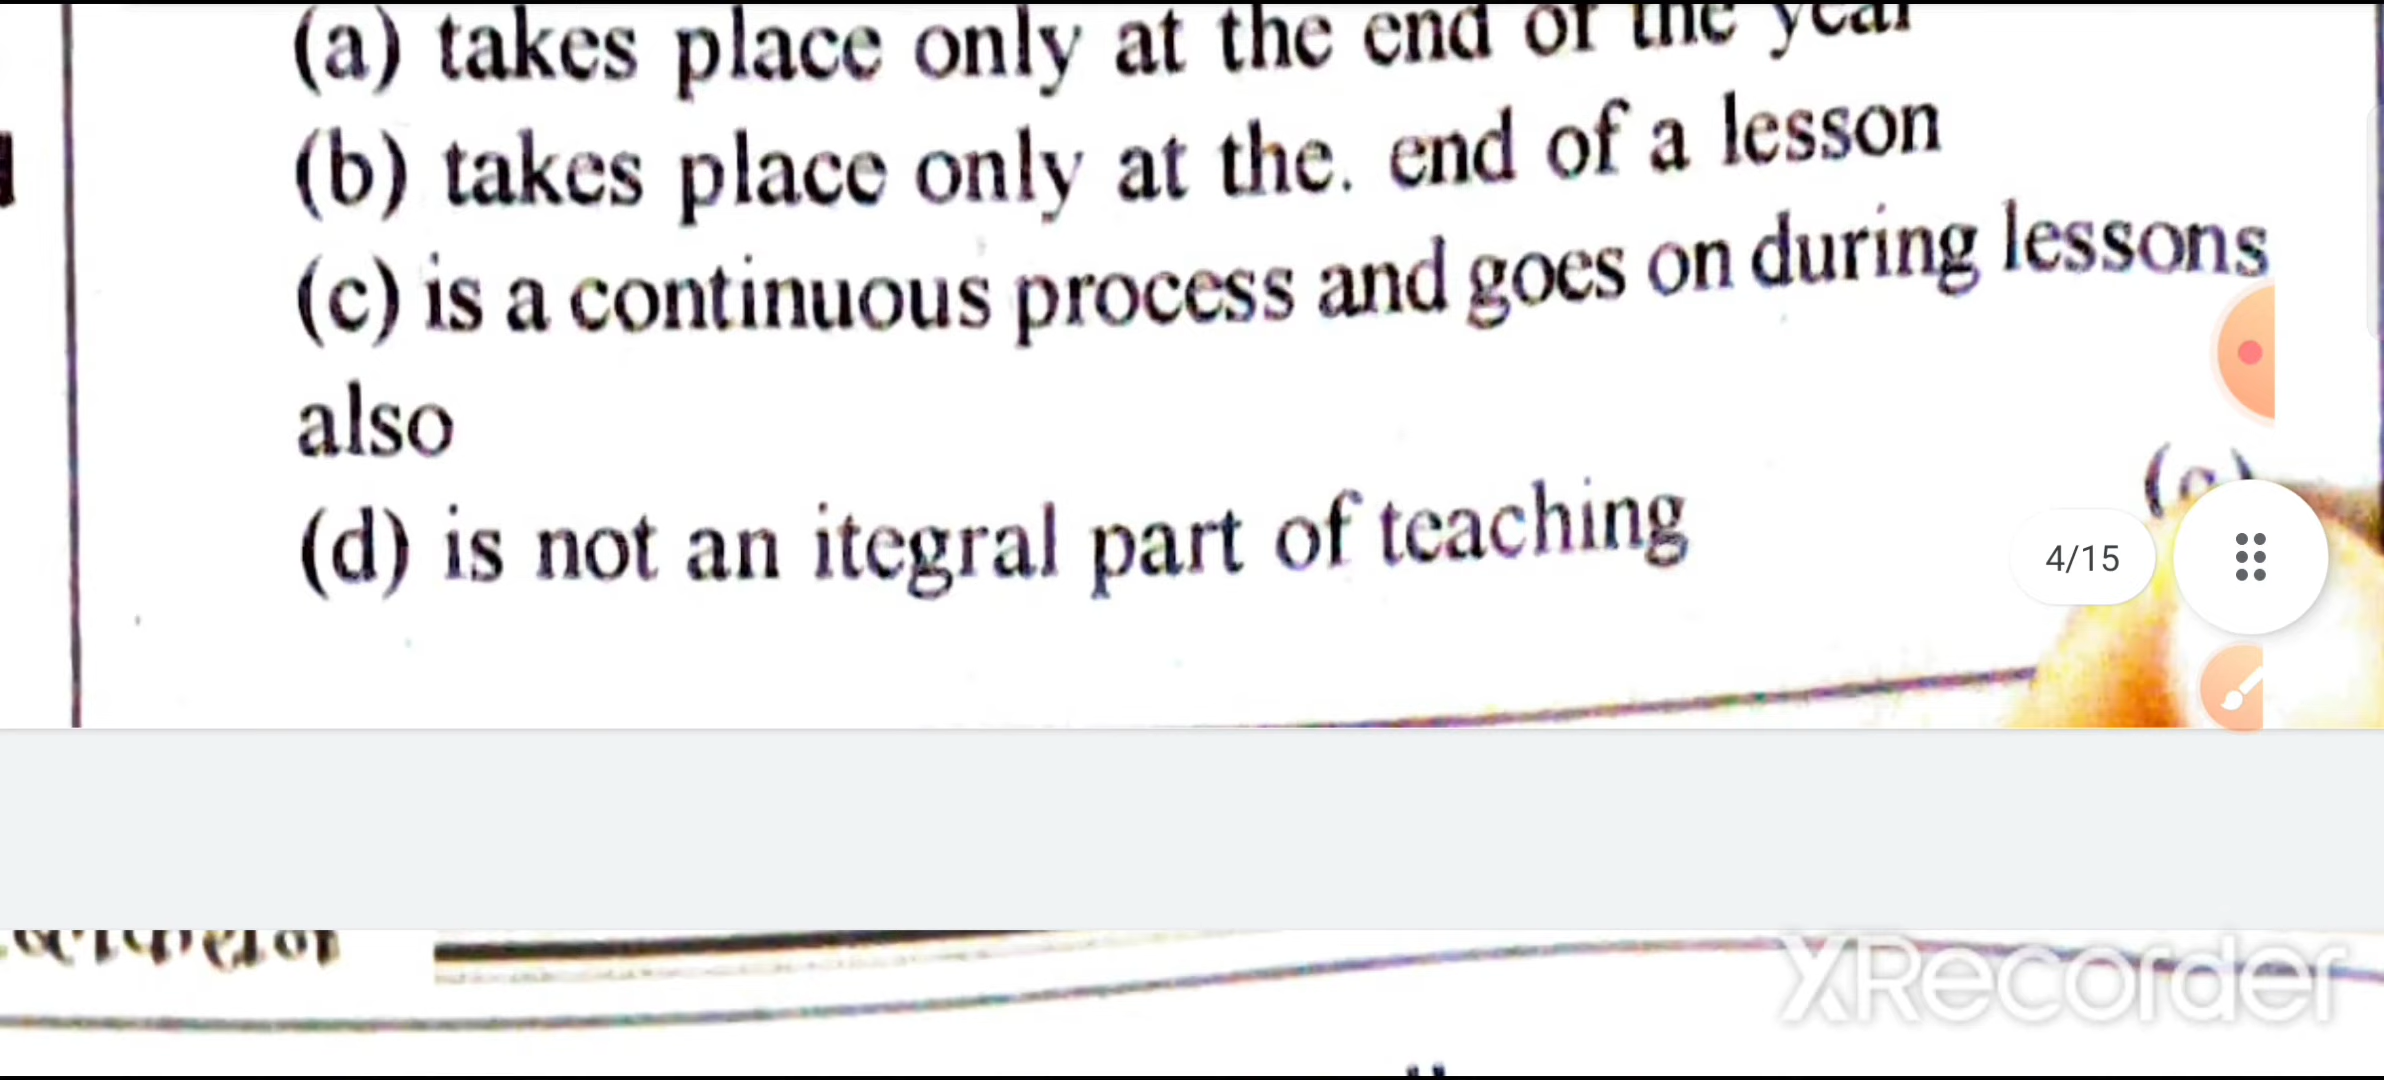 (a) takes place only at the end of the year
(b) takes place only at the. end of a lesson
(c) is a continuous process and goes on during lessons
also
(d) is not an itegral part of teaching
4/15
XRecorder